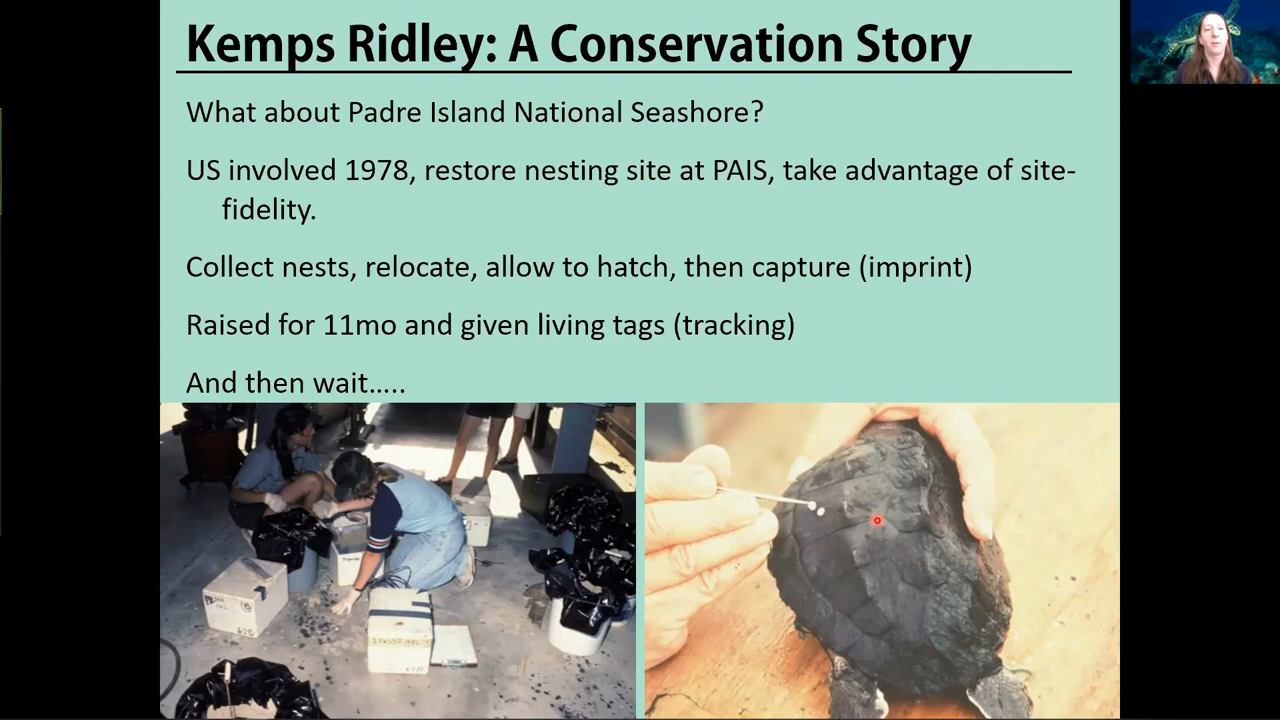 Kemps Ridley: A Conservation Story
What about Padre Island National Seashore?
US involved 1978, restore nesting site at PAIS, take advantage of site-
fidelity.
Collect nests, relocate, allow to hatch, then capture (imprint)
Raised for 11mo and given living tags (tracking)
And then wait…..